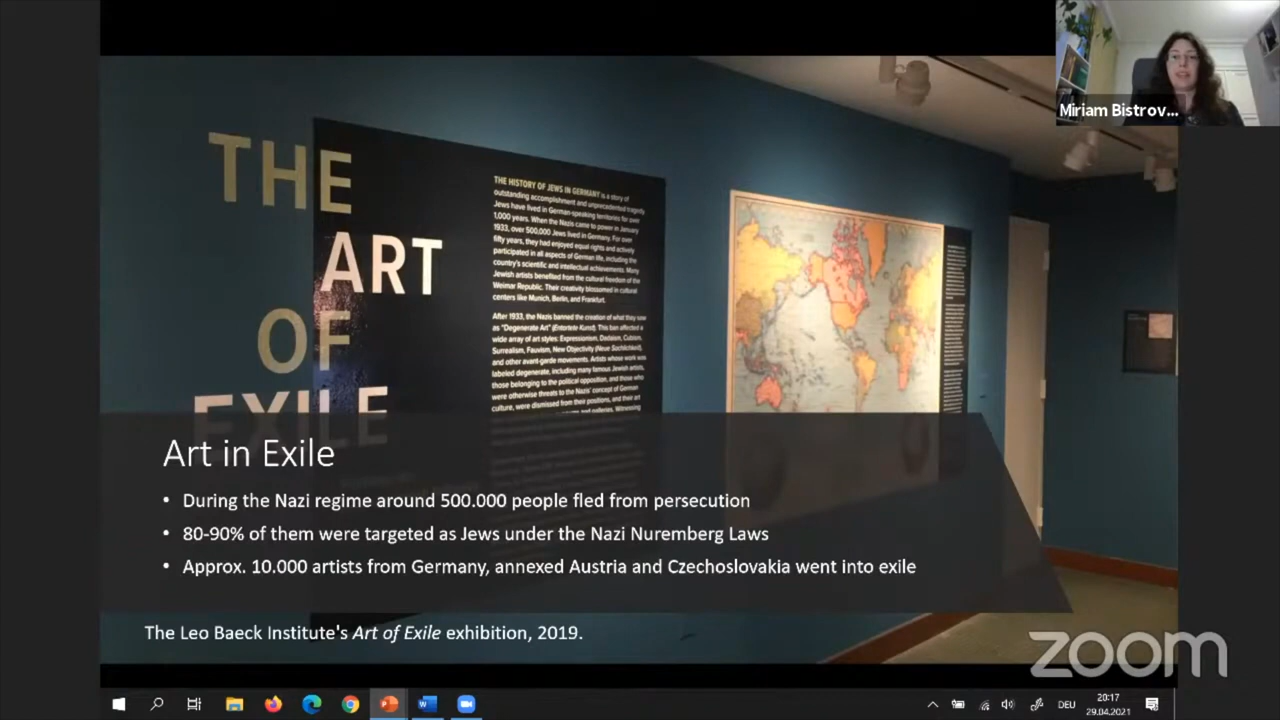 Miriam Bistrov...
THE
ART
OF
EXILE
THE HISTORY OF JEWS IN GERMANY is a story of
outstanding accomplishment and unprecedented tragedy.
Jews have lived in German-speaking territories for over
1,000 years. When the Nazis came to power in January
1933, over 500,000 Jews lived in Germany. For over
fifty years, they had enjoyed equal rights and actively
participated in all aspects of German life, including the
country's scientific and intellectual achievements. Many
Jewish artists benefited from the cultural freedom of the
Weimar Republic. Their creativity blossomed in cultural
centers like Munich, Berlin, and Frankfurt.
After 1933, the Nazis banned the creation of what they saw
as "Degenerate Art" (Entartete Kunst). This ban affected a
wide array of art styles: Expressionism, Dadaism, Cubism,
Surrealism, Fauvism, New Objectivity (Neue Sachlichkeit),
and other avant-garde movements. Artists whose work was
labeled degenerate, including many famous Jewish artists,
those belonging to the political opposition, and those who
were otherwise threats to the Nazis' concept of German
culture, were dismissed from their positions, and their art
and galleries. Witnessing
Art in Exile
• During the Nazi regime around 500.000 people fled from persecution
• 80-90% of them were targeted as Jews under the Nazi Nuremberg Laws
• Approx. 10.000 artists from Germany, annexed Austria and Czechoslovakia went into exile
The Leo Baeck Institute's Art of Exile exhibition, 2019.
zoom
DEU
20:17
29.04.2021